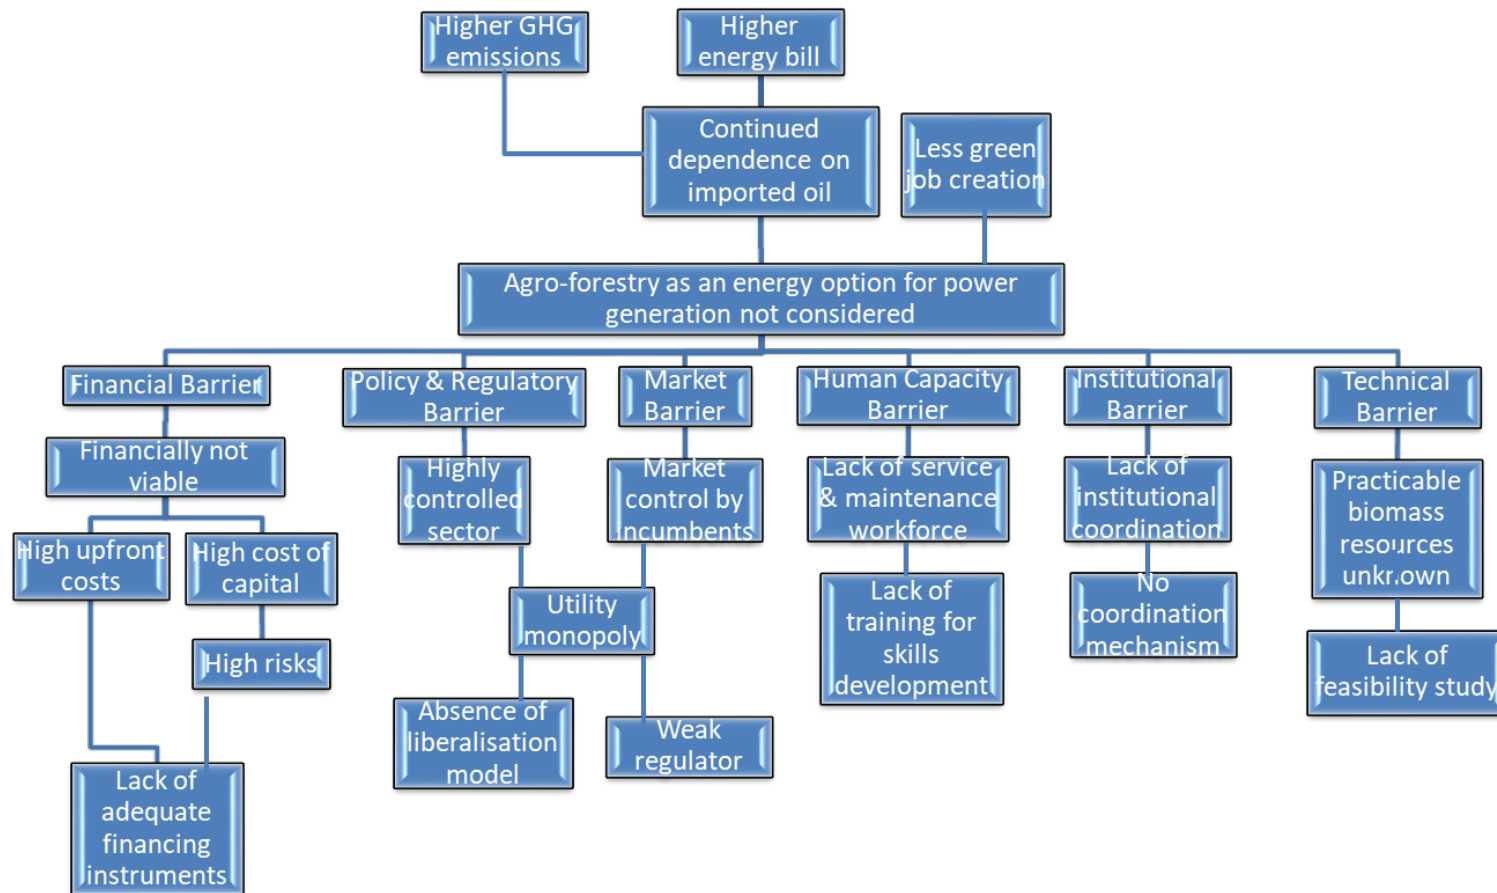 Higher GHG
emissions
Higher
energy bill
Continued
dependence on
imported oil
Less green
job creation
Agro-forestry as an energy option for power
generation not considered
Financial Barrier
Policy & Regulatory
Barrier
Market
Barrier
Human Capacity
Barrier
Institutional
Barrier
Technical
Barrier
Financially not
viable
Highly
controlled
sector
Market
control by
incumbents
Lack of service
& maintenance
workforce
Lack of
institutional
coordination
Practicable
biomass
resources
unknown
High upfront
costs
High cost of
capital
Utility
monopoly
Lack of
training for
skills
development
No
coordination
mechanism
High risks
Lack of
feasibility study
Absence of
liberalisation
model
Weak
regulator
Lack of
adequate
financing
instruments